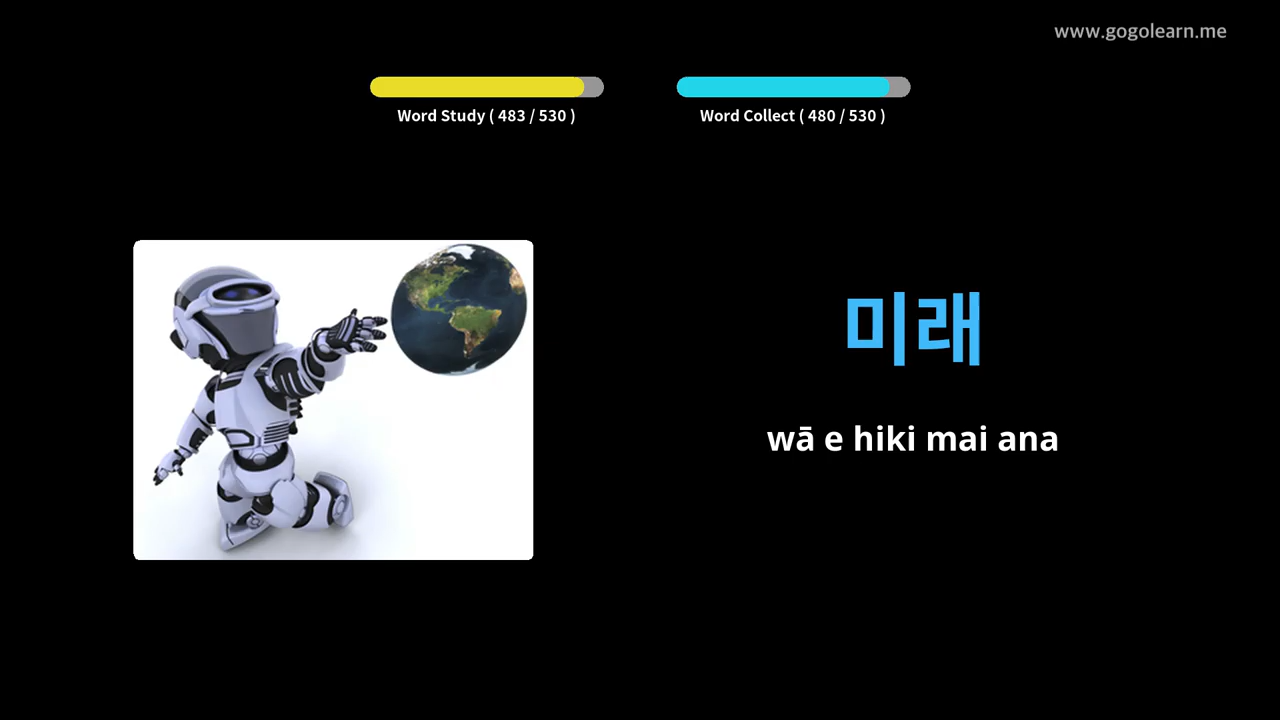 www.gogolearn.me
Word Study ( 483 / 530 )
Word Collect ( 480 / 530 )
미래
wā e hiki mai ana